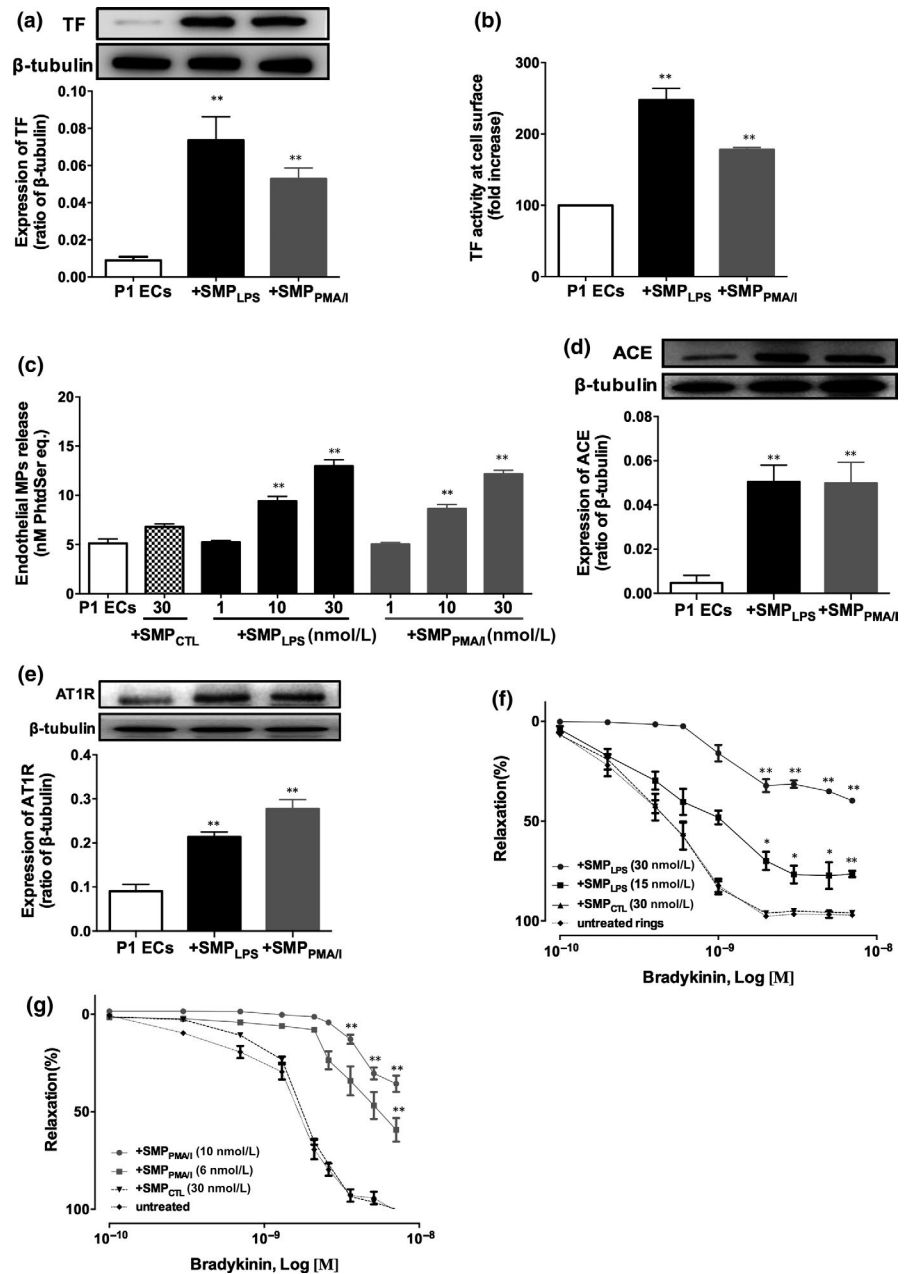 (a)
TF
β-tubulin
Expression of TF
(ratio of β-tubulin)
0.10
0.08
0.06
0.04
0.02
0.00
**
**
P1 ECs
+SMPLPS
+SMPPMA/I
(b)
TF activity at cell surface
(fold increase)
300
200
100
0
**
**
P1 ECs
+SMPLPS
+SMPPMA/I
(c)
Endothelial MPs release
(nM PhtdSer eq.)
20
15
10
5
0
**
**
**
**
P1 ECs 30 1 10 30 1 10 30
+SMPCTL
+SMPLPS (nmol/L)
+SMPPMA/I (nmol/L)
(d)
ACE
β-tubulin
Expression of ACE
(ratio of β-tubulin)
0.08
0.06
0.04
0.02
0.00
**
**
P1 ECs
+SMPLPS
+SMPPMA/I
(e)
AT1R
β-tubulin
Expression of AT1R
(ratio of β-tubulin)
0.4
0.3
0.2
0.1
0.0
**
**
P1 ECs
+SMPLPS
+SMPPMA/I
(f)
Relaxation(%)
0
50
100
** ** ** **
* * * **
+SMPLPS (30 nmol/L)
+SMPLPS (15 nmol/L)
+SMPCTL (30 nmol/L)
untreated rings
10−10 10−9 10−8
Bradykinin, Log [M]
(g)
Relaxation(%)
0
50
100
** ** **
**
+SMPPMA/I (10 nmol/L)
+SMPPMA/I (6 nmol/L)
+SMPCTL (30 nmol/L)
untreated
10−10 10−9 10−8
Bradykinin, Log [M]